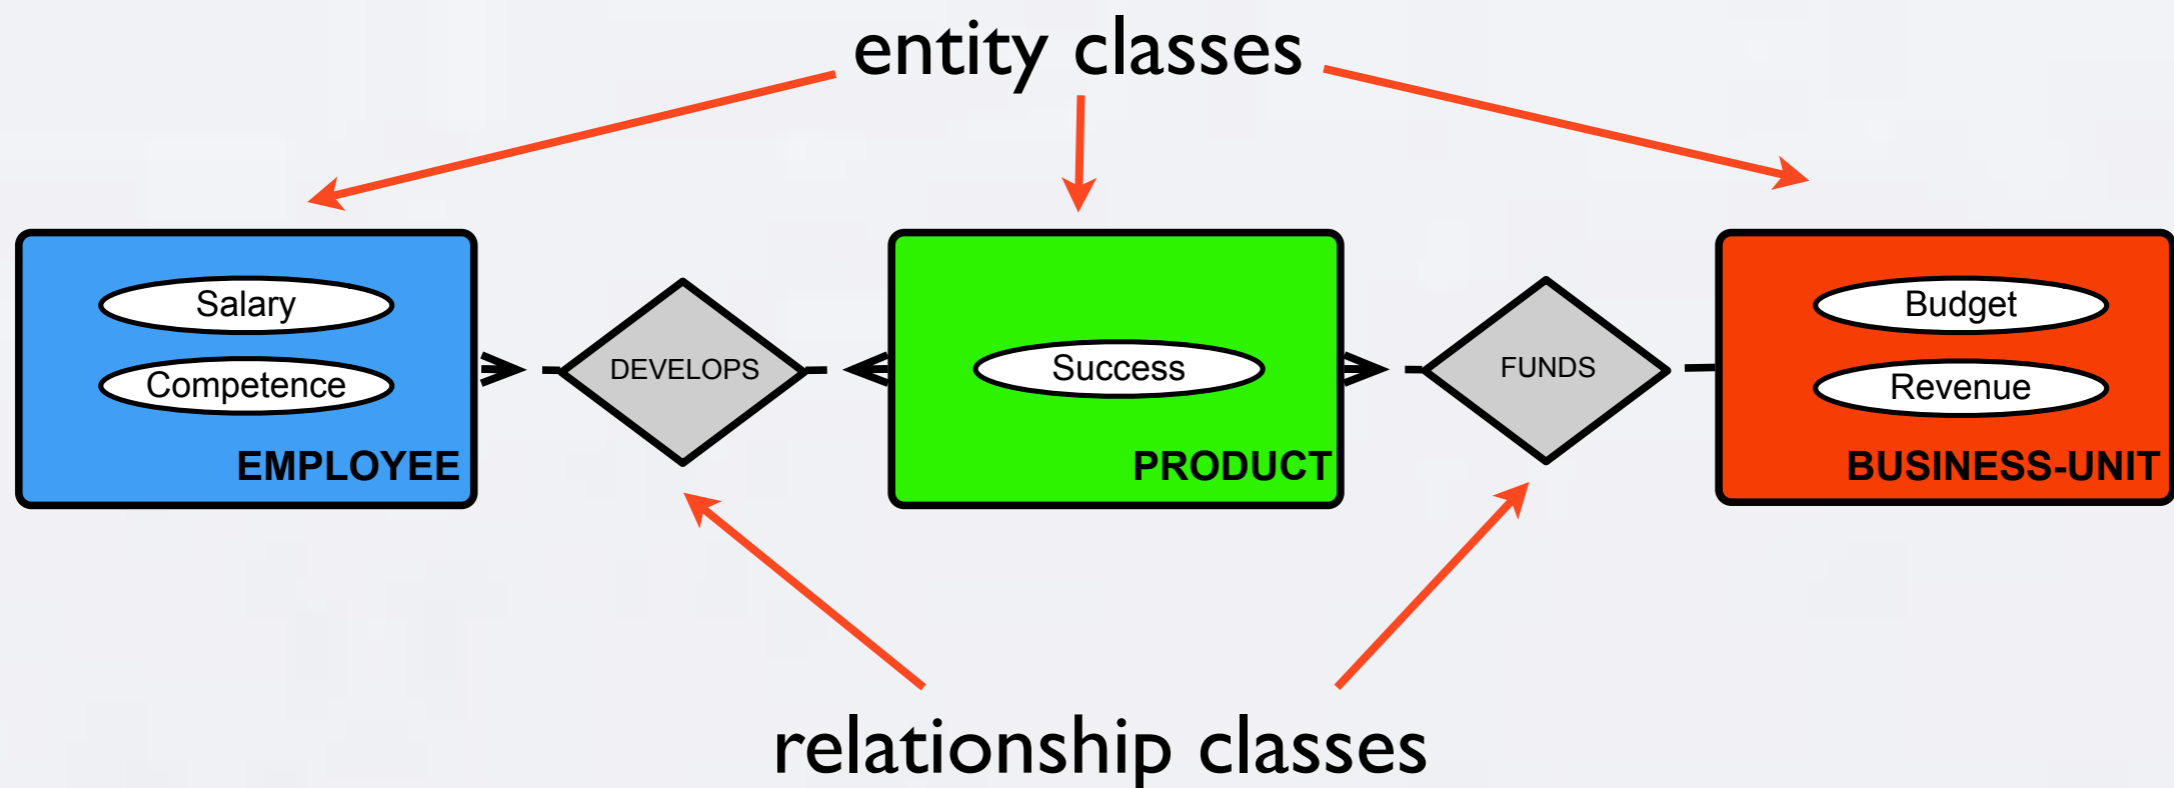 entity classes
Salary
Competence
EMPLOYEE
DEVELOPS
Success
PRODUCT
FUNDS
Budget
Revenue
BUSINESS-UNIT
relationship classes